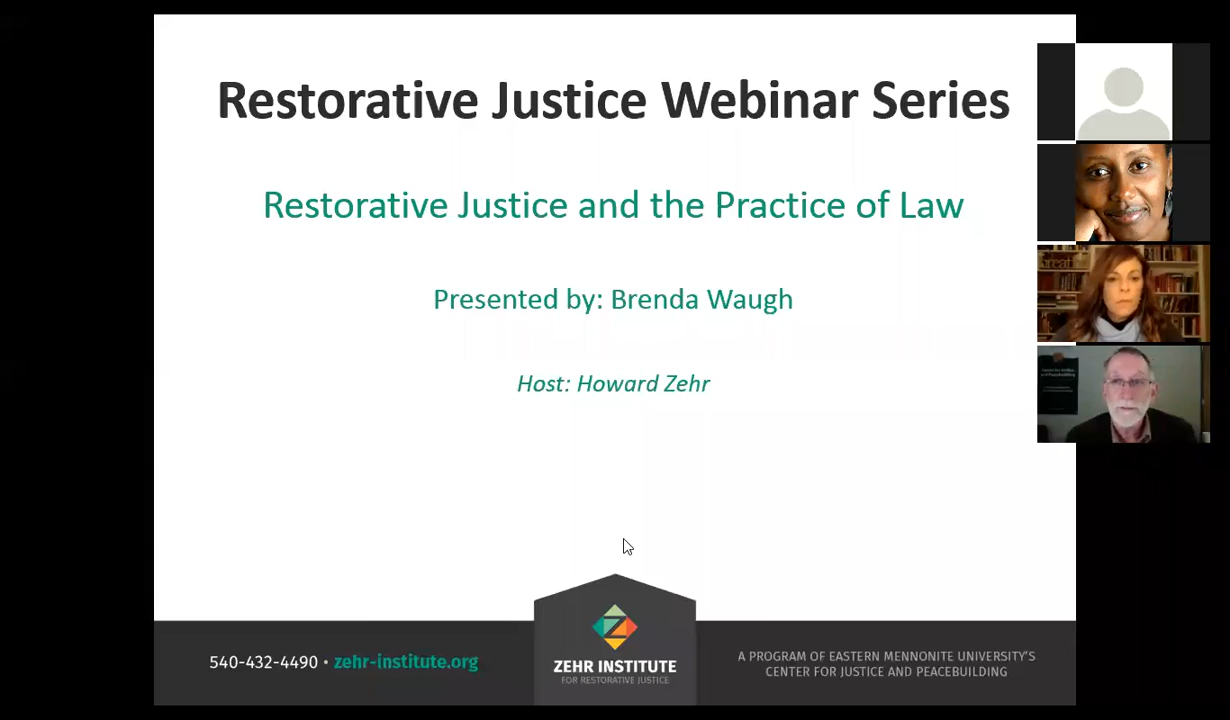 Restorative Justice Webinar Series
Restorative Justice and the Practice of Law
Presented by: Brenda Waugh
Host: Howard Zehr
540-432-4490 • zehr-institute.org
ZEHR INSTITUTE
FOR RESTORATIVE JUSTICE
A PROGRAM OF EASTERN MENNONITE UNIVERSITY'S
CENTER FOR JUSTICE AND PEACEBUILDING